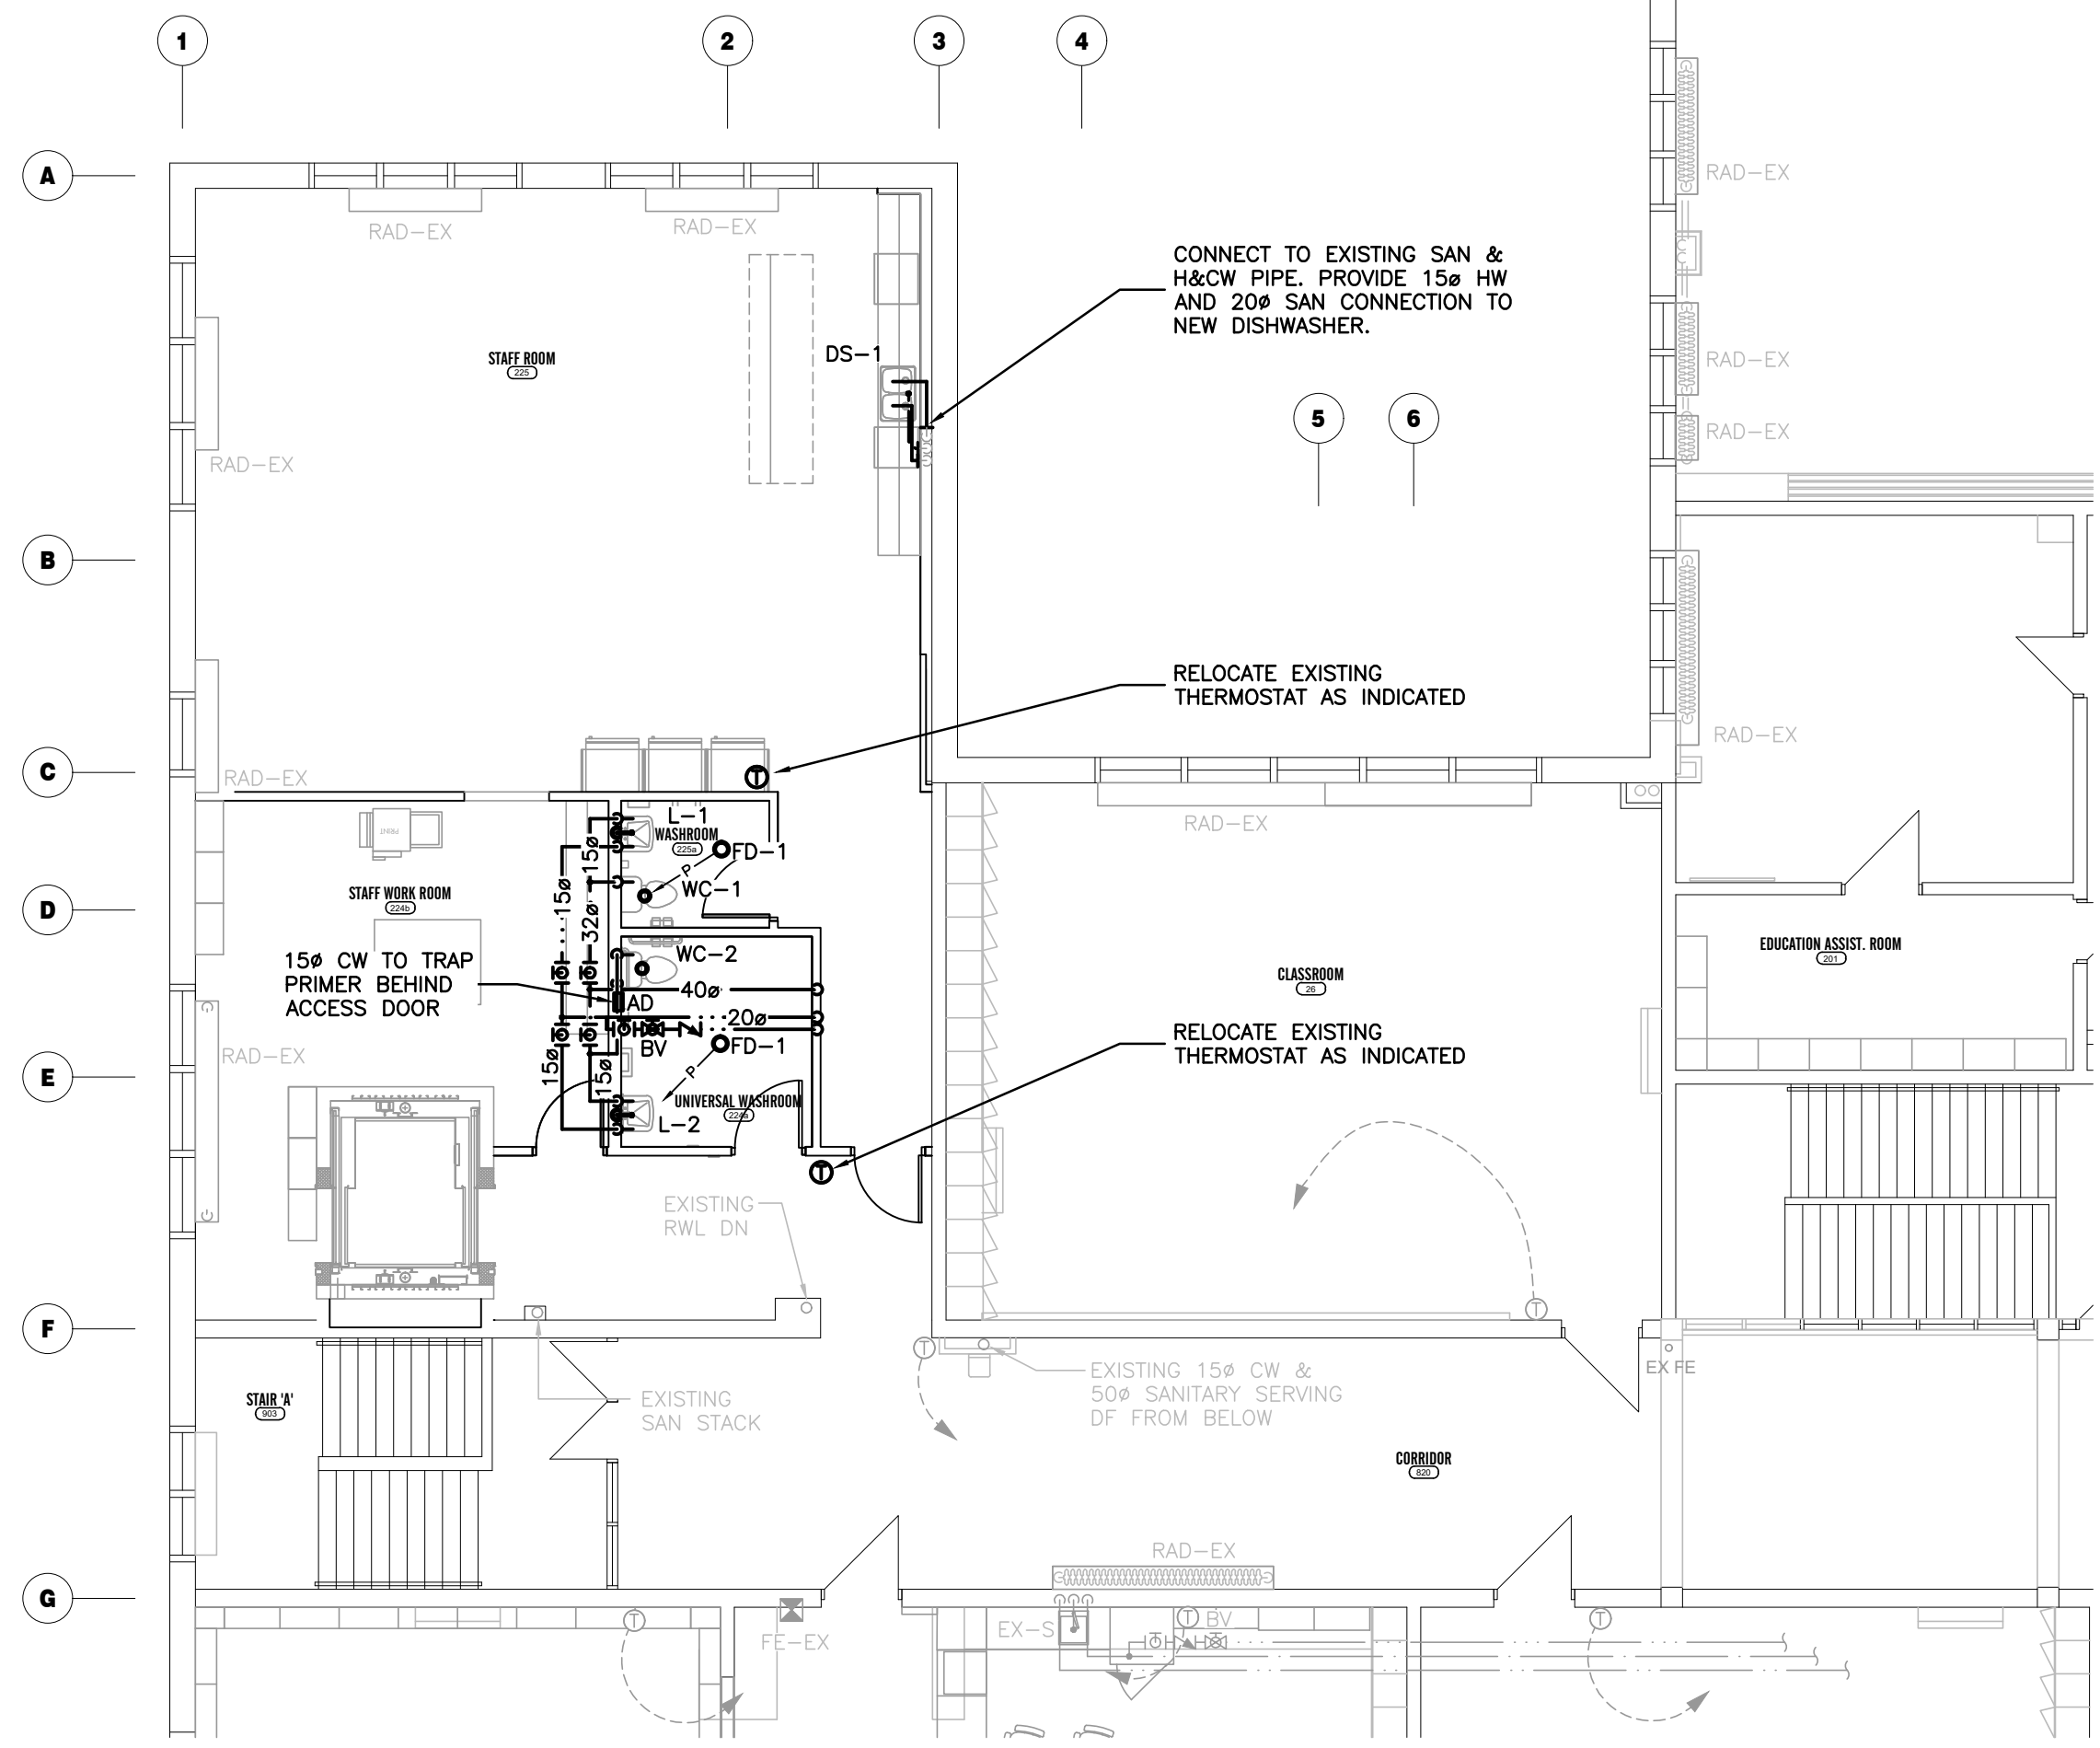 1
2
3
4
A
RAD-EX
RAD-EX
RAD-EX
CONNECT TO EXISTING SAN &
H&CW PIPE. PROVIDE 15ø HW
AND 20ø SAN CONNECTION TO
NEW DISHWASHER.
DS-1
STAFF ROOM
225
RAD-EX
5
6
RAD-EX
RAD-EX
B
RELOCATE EXISTING
THERMOSTAT AS INDICATED
RAD-EX
C
RAD-EX
T
PRINT
L-1
WASHROOM
225a
FD-1
RAD-EX
15ø
P
WC-1
15ø
32ø
STAFF WORK ROOM
224b
D
WC-2
15ø CW TO TRAP
PRIMER BEHIND
ACCESS DOOR
40ø
AD
20ø
BV
FD-1
CLASSROOM
26
EDUCATION ASSIST. ROOM
201
RELOCATE EXISTING
THERMOSTAT AS INDICATED
RAD-EX
E
15ø
15ø
P
UNIVERSAL WASHROOM
224a
L-2
T
EXISTING
RWL DN
T
F
T
EXISTING 15ø CW &
50ø SANITARY SERVING
DF FROM BELOW
EX FE
STAIR 'A'
903
EXISTING
SAN STACK
CORRIDOR
820
RAD-EX
G
T
FE-EX
EX-S
T
BV
T